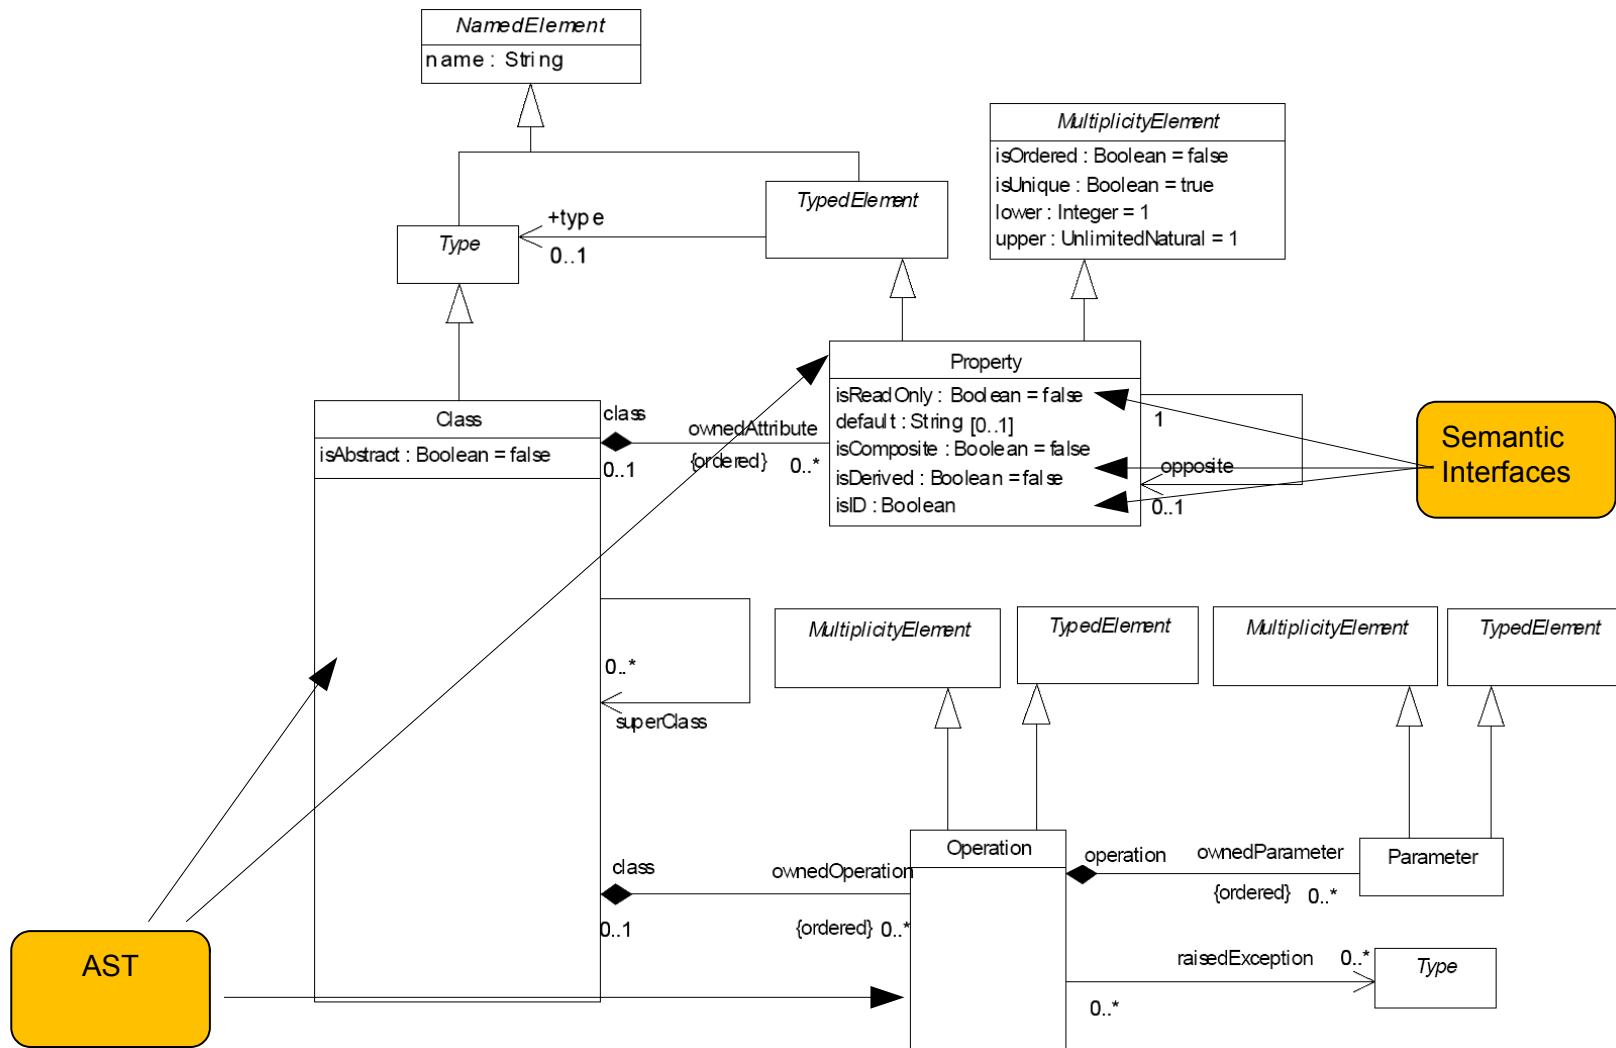 NamedElement
name : String
MultiplicityElement
isOrdered : Boolean = false
isUnique : Boolean = true
lower : Integer = 1
upper : UnlimitedNatural = 1
TypedElement
+type
0..1
Type
Property
isReadOnly : Boolean = false
default : String [0..1]
isComposite : Boolean = false
isDerived : Boolean = false
isID : Boolean
1
opposite
0..1
Semantic
Interfaces
Class
isAbstract : Boolean = false
class
0..1
ownedAttribute
{ordered} 0..*
0..*
superClass
MultiplicityElement
TypedElement
MultiplicityElement
TypedElement
class
0..1
ownedOperation
{ordered} 0..*
Operation
operation
ownedParameter
{ordered} 0..*
Parameter
raisedException 0..*
0..*
Type
AST